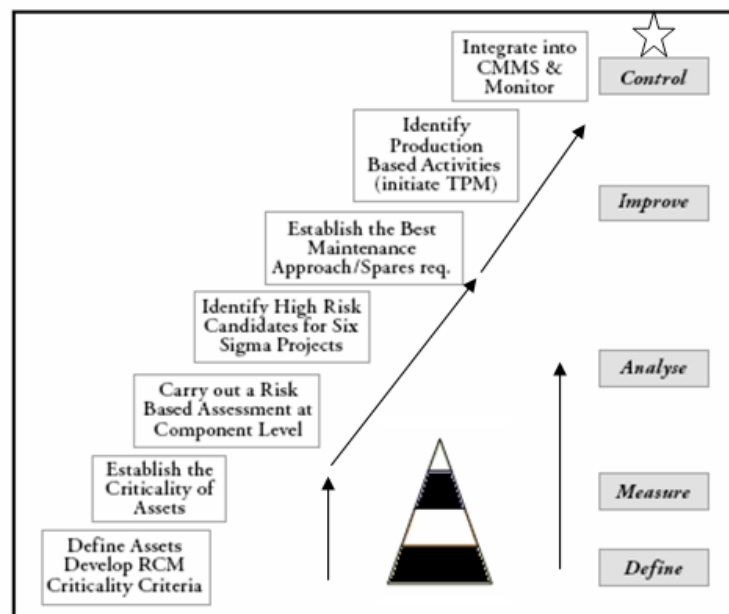 Integrate into
CMMS &
Monitor
Control
Identify
Production
Based Activities
(initiate TPM)
Improve
Establish the Best
Maintenance
Approach/Spares req.
Identify High Risk
Candidates for Six
Sigma Projects
Analyse
Carry out a Risk
Based Assessment at
Component Level
Establish the
Criticality of
Assets
Measure
Define Assets
Develop RCM
Criticality Criteria
Define